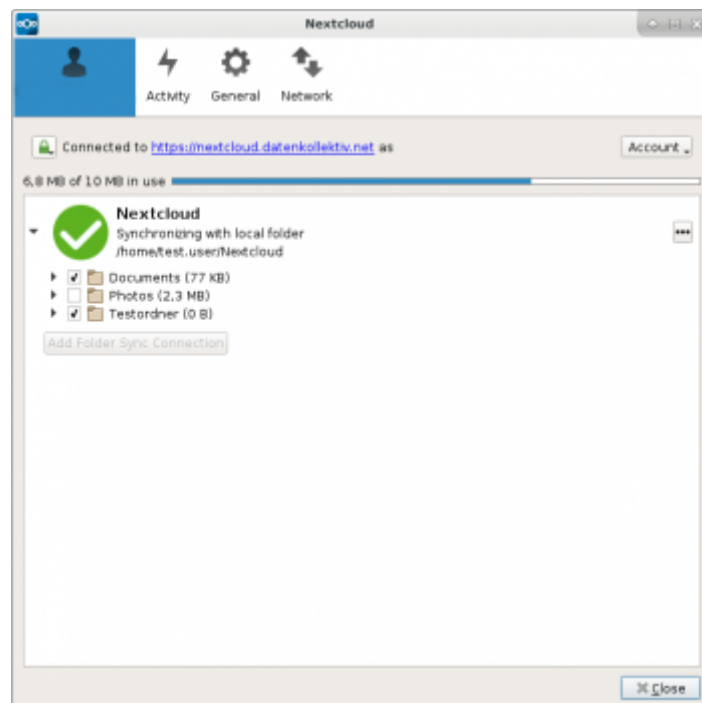 Nextcloud
Activity General Network
Connected to https://nextcloud.datenkollektiv.net as
Account
6,8 MB of 10 MB in use
Nextcloud
Synchronizing with local folder
/home/test.user/Nextcloud
Documents (77 KB)
Photos (2,3 MB)
Testordner (0 B)
Add Folder Sync Connection
Close